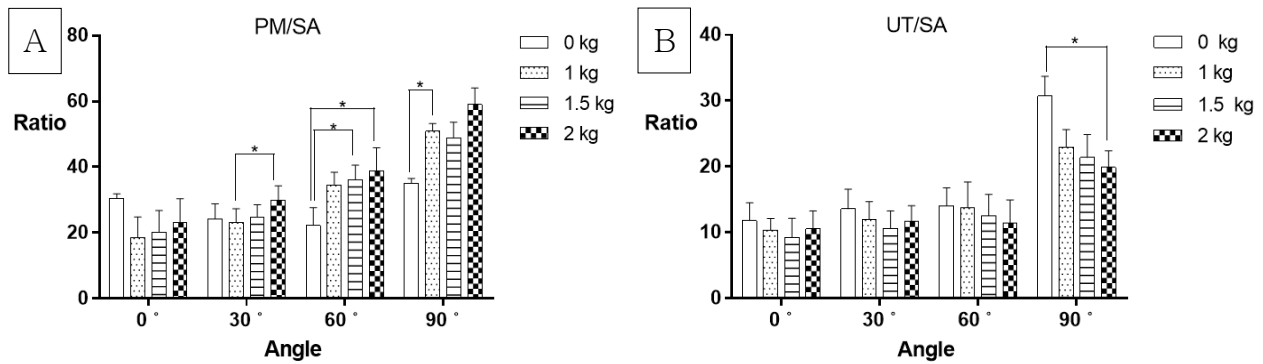 A
PM/SA
80
60
40
20
0
Ratio
*
*
*
*
0 °
30 °
60 °
90 °
Angle
0 kg
1 kg
1.5 kg
2 kg
B
UT/SA
40
30
20
10
0
Ratio
*
0 °
30 °
60 °
90 °
Angle
0 kg
1 kg
1.5 kg
2 kg